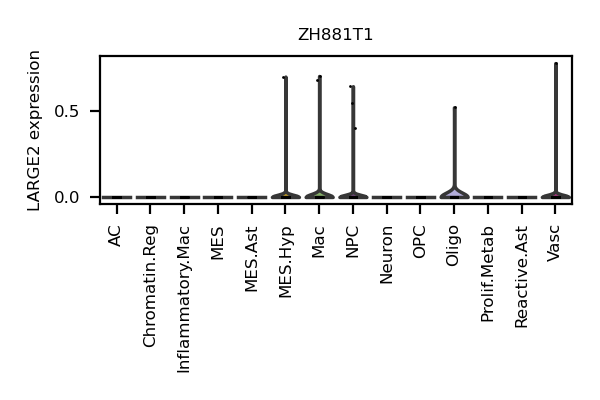 ZH881T1
LARGE2 expression
0.5
0.0
AC
Chromatin.Reg
Inflammatory.Mac
MES
MES.Ast
MES.Hyp
Mac
NPC
Neuron
OPC
Oligo
Prolif.Metab
Reactive.Ast
Vasc